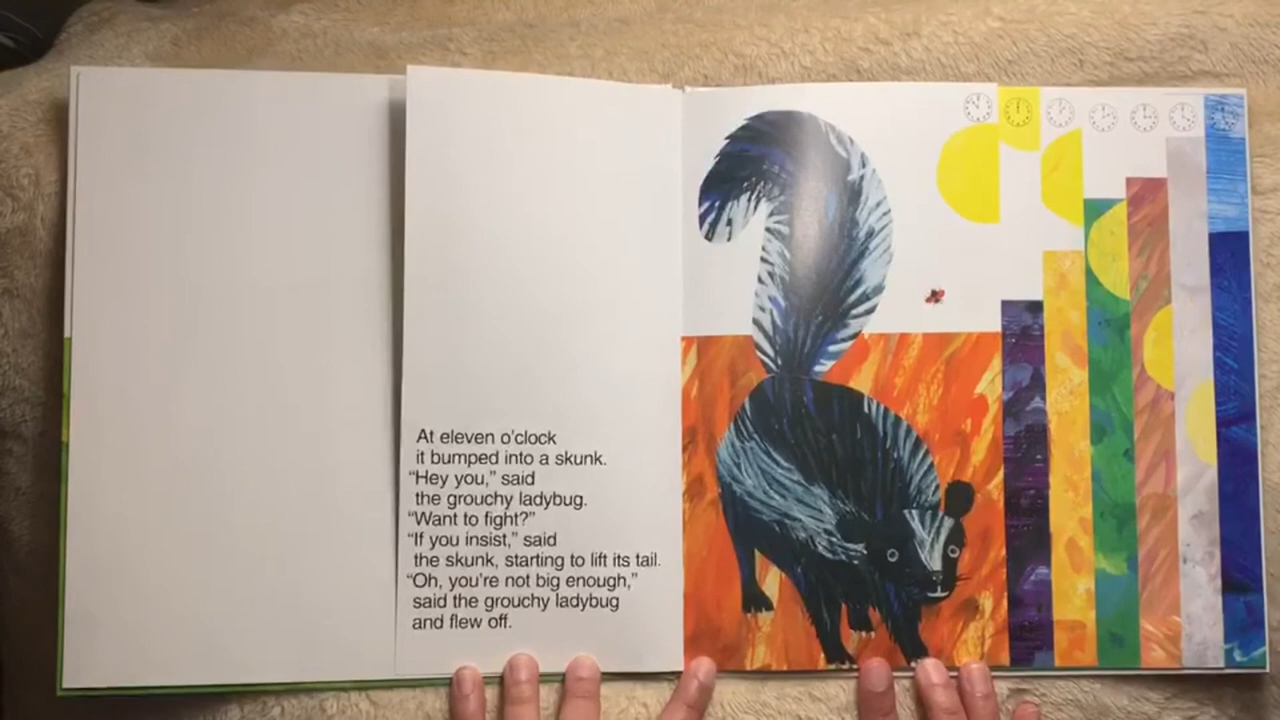 At eleven o'clock
it bumped into a skunk.
"Hey you," said
the grouchy ladybug.
"Want to fight?"
"If you insist," said
the skunk, starting to lift its tail.
"Oh, you're not big enough,"
said the grouchy ladybug
and flew off.